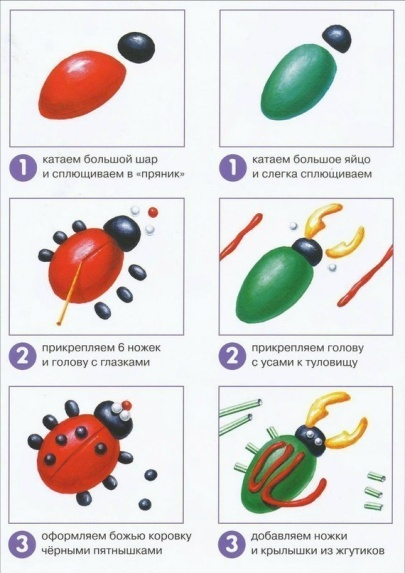 1 катаем большой шар
и сплющиваем в «пряник»
1 катаем большое яйцо
и слегка сплющиваем
2 прикрепляем 6 ножек
и голову с глазками
2 прикрепляем голову
с усами к туловищу
3 оформляем божью коровку
чёрными пятнышками
3 добавляем ножки
и крылышки из жгутиков